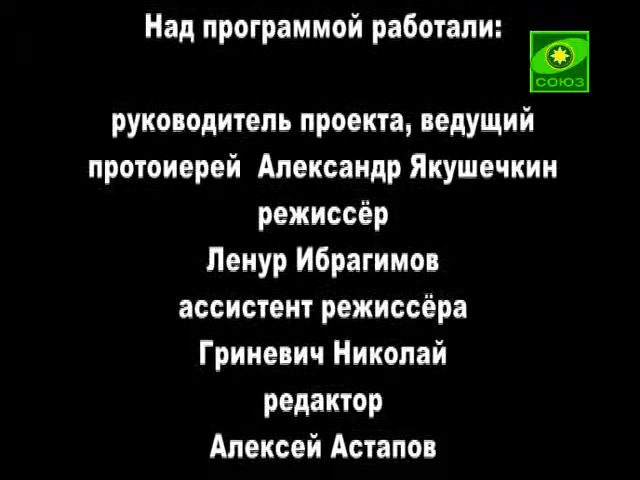 Над программой работали:
СОЮЗ
руководитель проекта, ведущий
протоиерей Александр Якушечкин
режиссёр
Ленур Ибрагимов
ассистент режиссёра
Гриневич Николай
редактор
Алексей Астапов